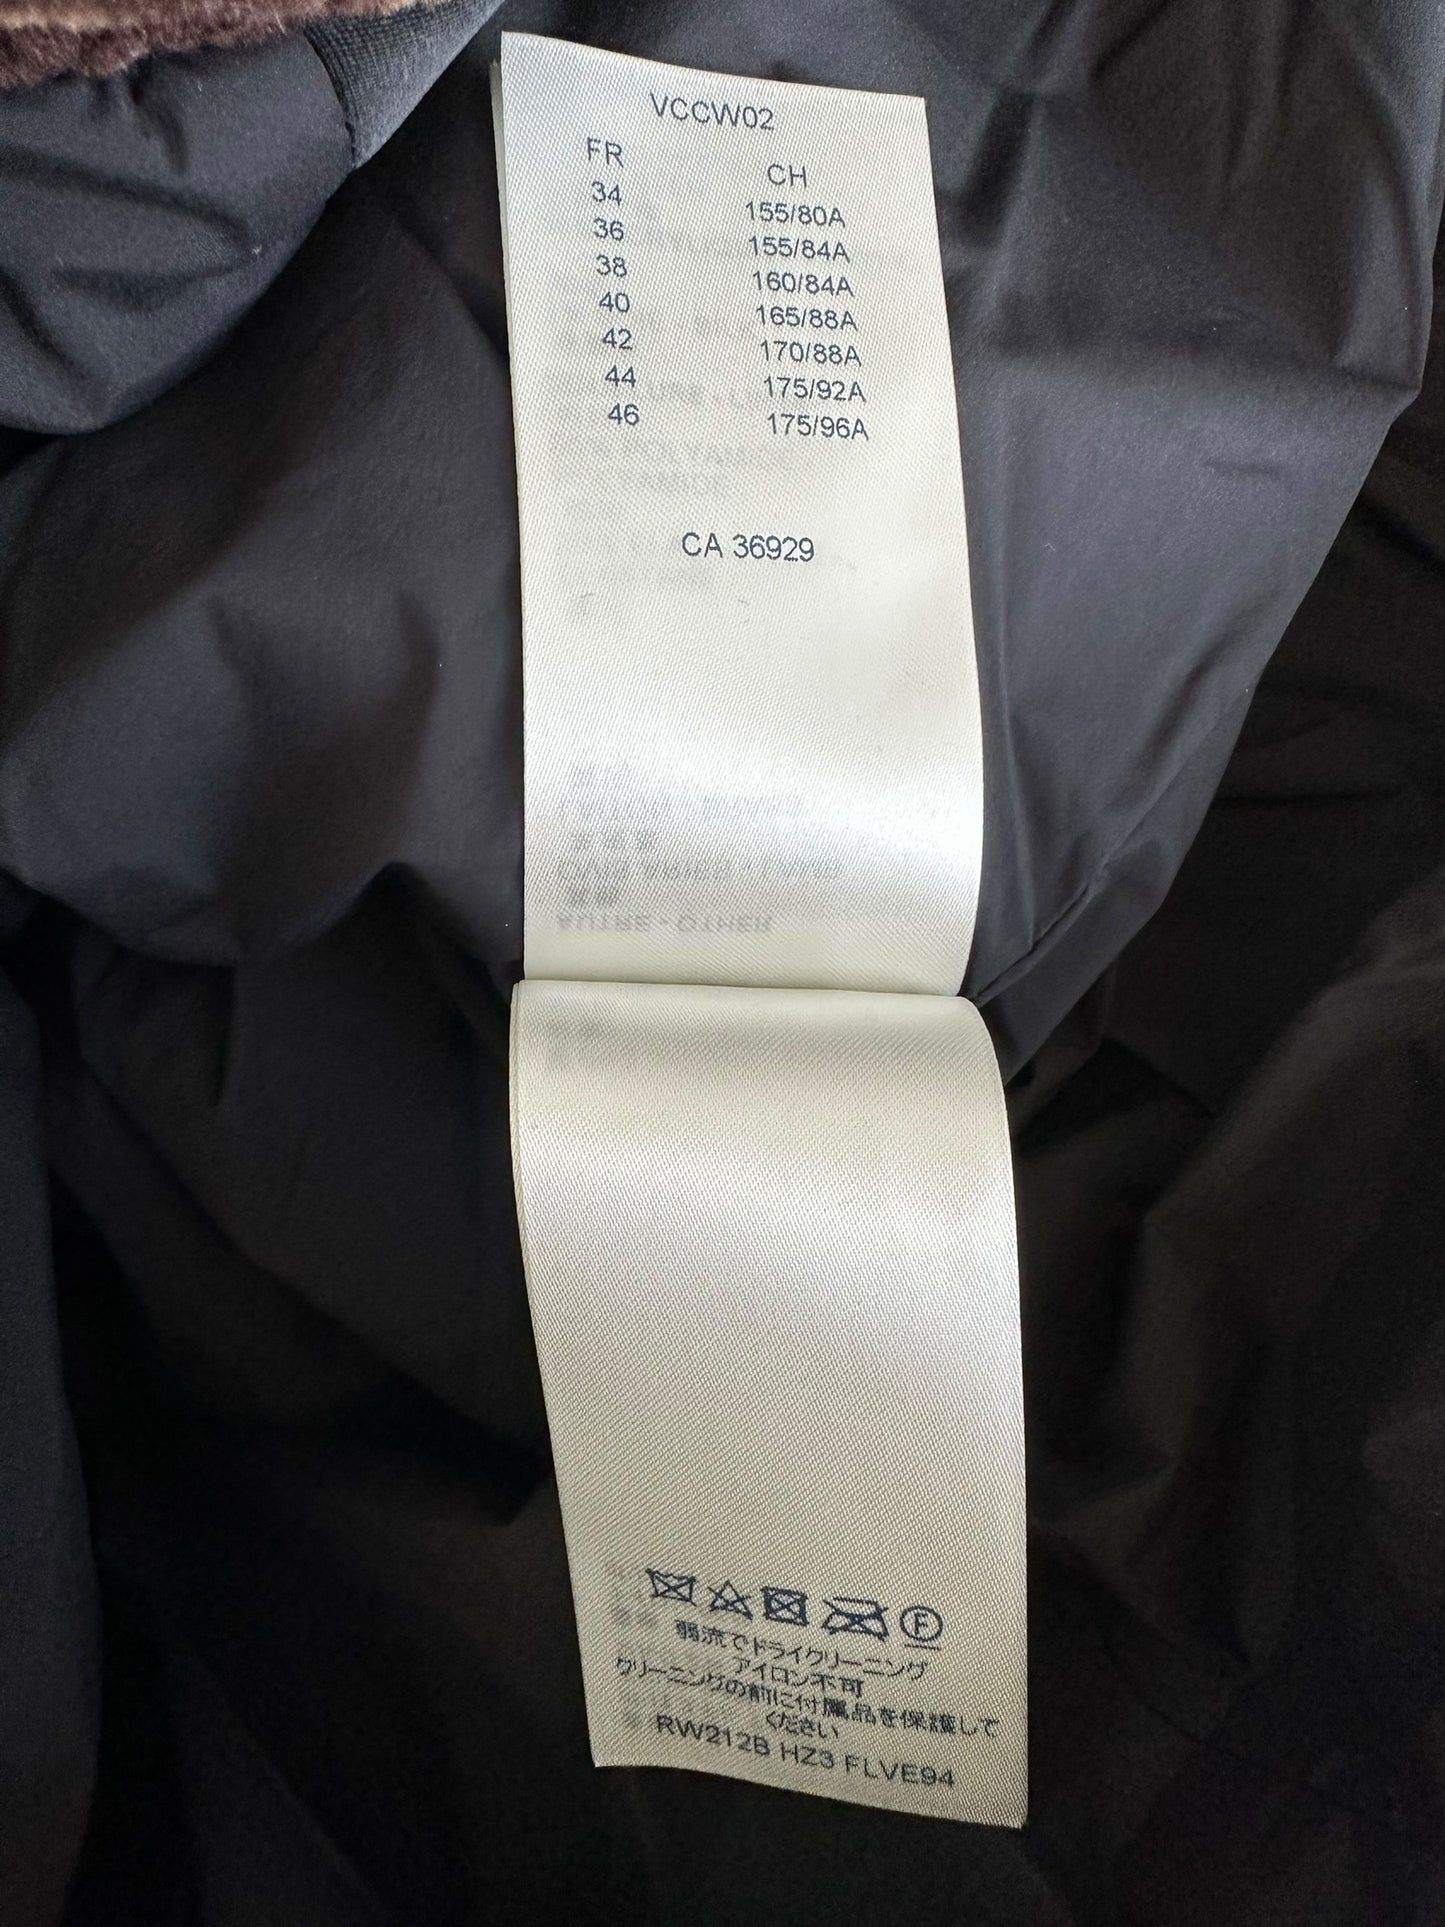 VCCW02
FR CH
34 155/80A
36 155/84A
38 160/84A
40 165/88A
42 170/88A
44 175/92A
46 175/96A
CA 36929
AUTRE - OTHER
F
弱流でドライクリーニング
アイロン不可
クリーニングの前に付属品を保護して
ください
RW212B HZ3 FLVE94